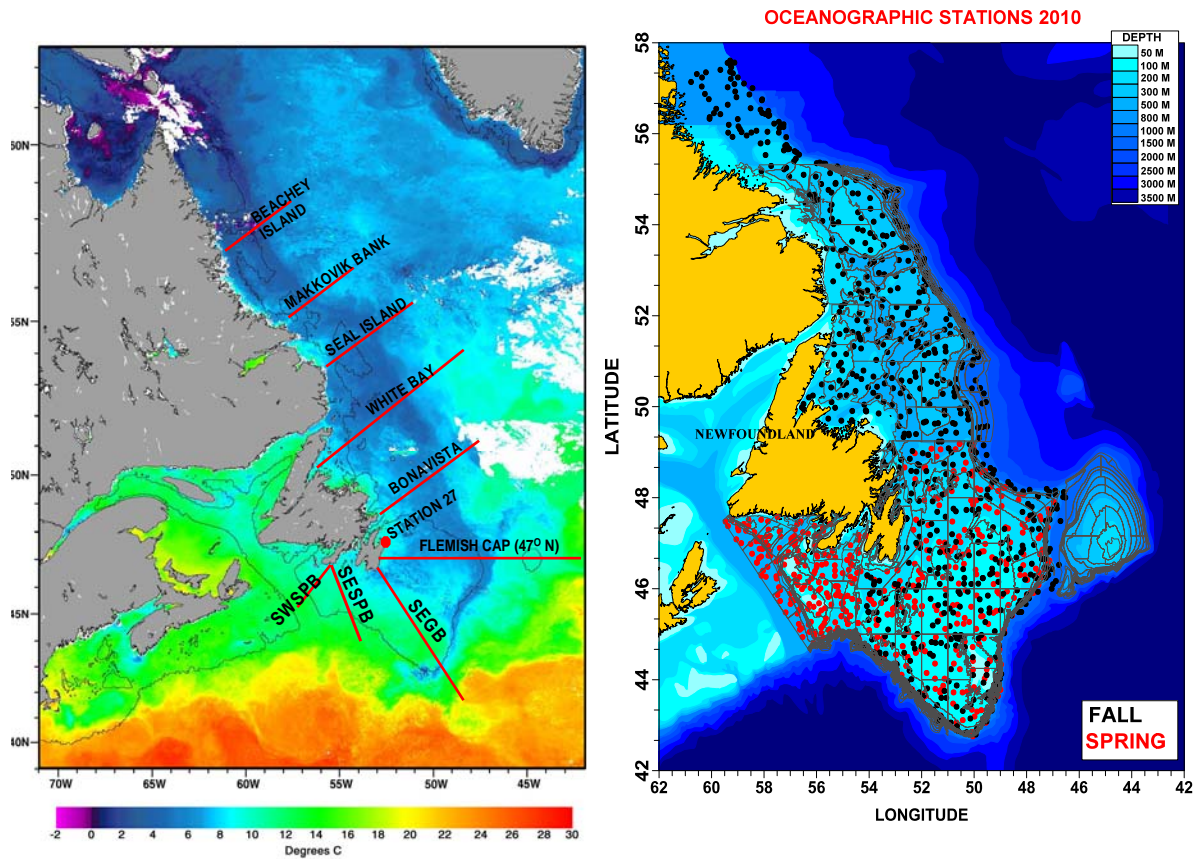 60N
55N
50N
45N
40N
70W
65W
60W
55W
50W
45W
BEACHEY
ISLAND
MAKKOVIK BANK
SEAL ISLAND
WHITE BAY
BONAVISTA
STATION 27
FLEMISH CAP (47O N)
SWSPB
SESPB
SEGB
-2 0 2 4 6 8 10 12 14 16 18 20 22 24 26 28 30
Degrees C
OCEANOGRAPHIC STATIONS 2010
DEPTH
50 M
100 M
200 M
300 M
500 M
800 M
1000 M
1500 M
2000 M
2500 M
3000 M
3500 M
58
56
54
52
50
48
46
44
42
LATITUDE
NEWFOUNDLAND
FALL
SPRING
62 60 58 56 54 52 50 48 46 44 42
LONGITUDE